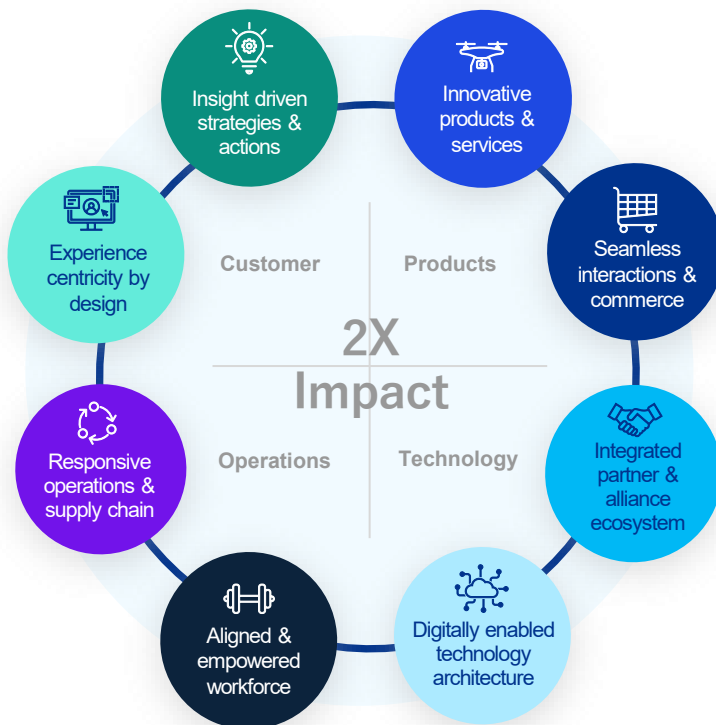 Insight driven
strategies &
actions
Innovative
products &
services
Experience
centricity by
design
Seamless
interactions &
commerce
Customer
Products
2X
Impact
Operations
Technology
Responsive
operations &
supply chain
Integrated
partner &
alliance
ecosystem
Aligned &
empowered
workforce
Digitally enabled
technology
architecture